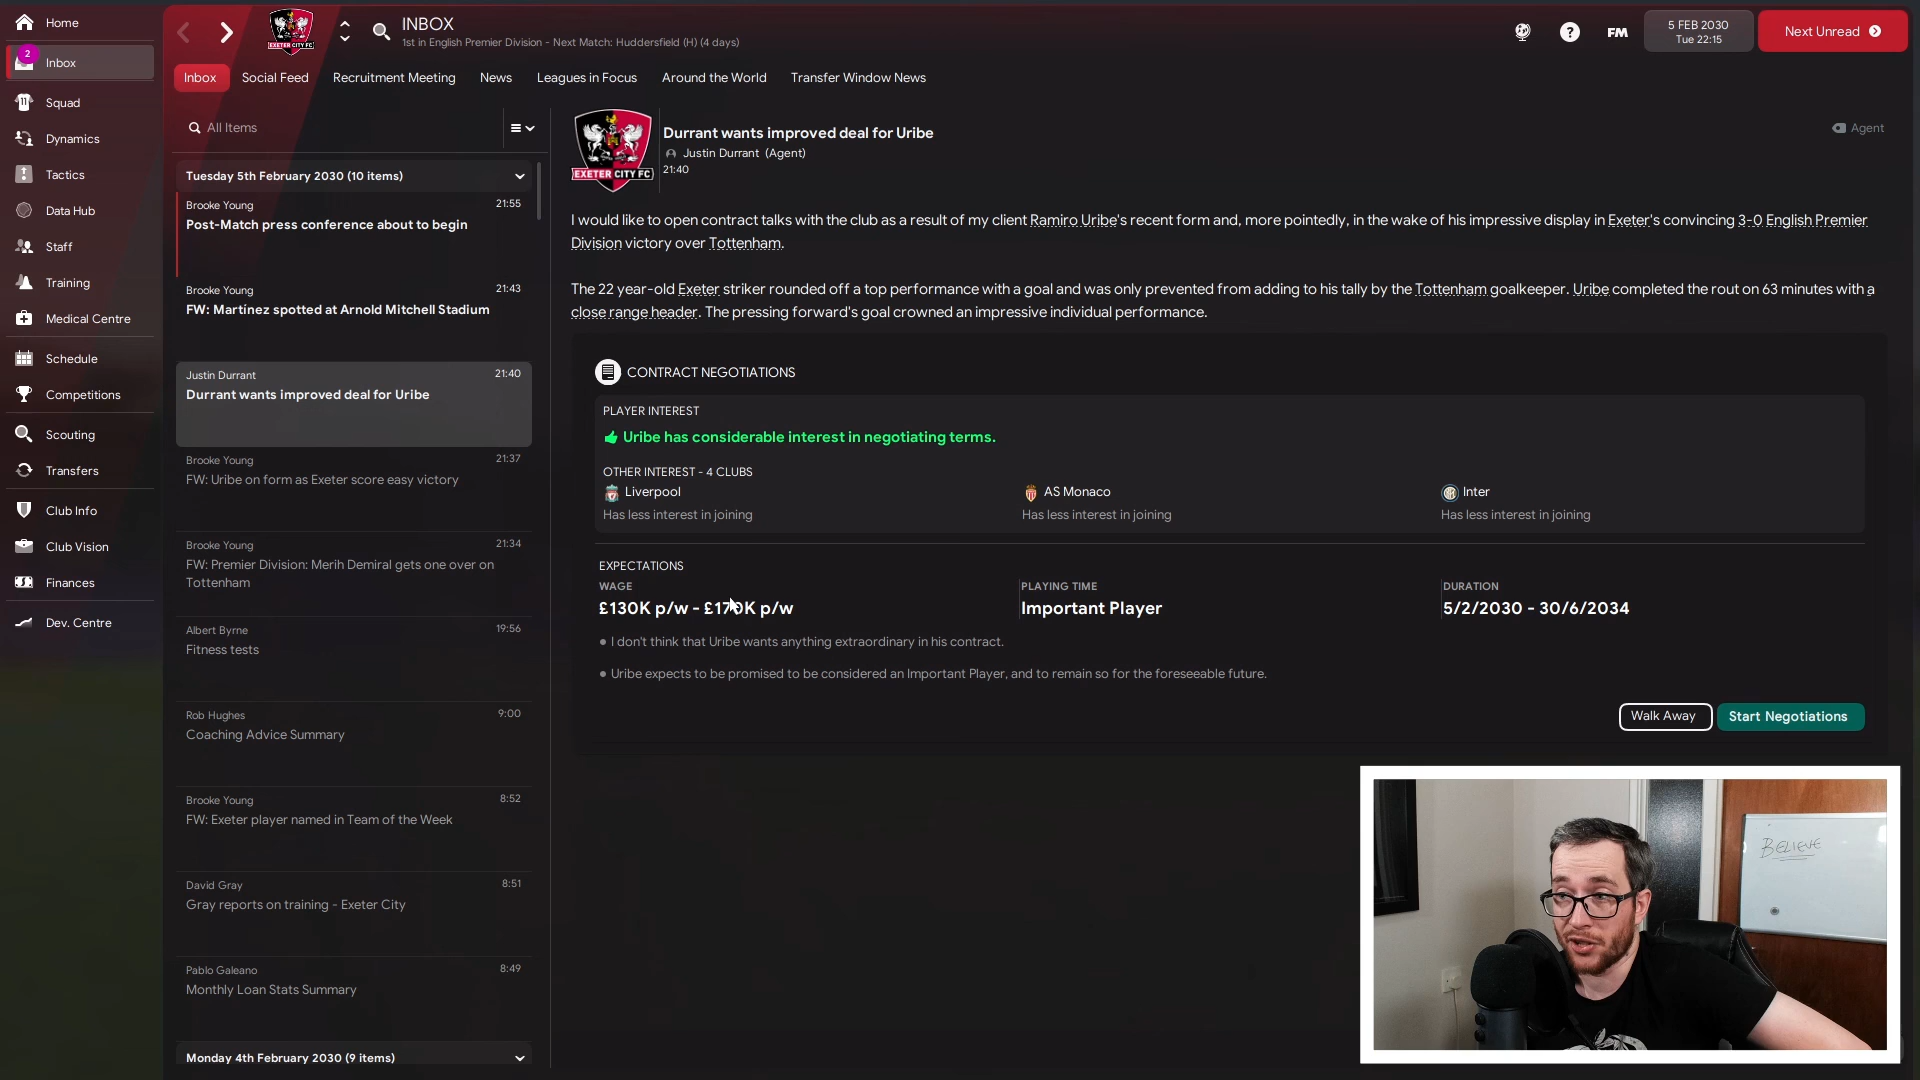 Home
2
Inbox
Squad
Dynamics
Tactics
Data Hub
Staff
Training
Medical Centre
Schedule
Competitions
Scouting
Transfers
Club Info
Club Vision
Finances
Dev. Centre
EXETER CITY FC
INBOX
1st in English Premier Division - Next Match: Huddersfield (H) (4 days)
FM
5 FEB 2030
Tue 22:15
Next Unread
Inbox Social Feed Recruitment Meeting News Leagues in Focus Around the World Transfer Window News
All Items
Tuesday 5th February 2030 (10 items)
Brooke Young 21:55
Post-Match press conference about to begin
Brooke Young 21:43
FW: Martínez spotted at Arnold Mitchell Stadium
Justin Durrant 21:40
Durrant wants improved deal for Uribe
Brooke Young 21:37
FW: Uribe on form as Exeter score easy victory
Brooke Young 21:34
FW: Premier Division: Merih Demiral gets one over on
Tottenham
Albert Byrne 19:56
Fitness tests
Rob Hughes 9:00
Coaching Advice Summary
Brooke Young 8:52
FW: Exeter player named in Team of the Week
David Gray 8:51
Gray reports on training - Exeter City
Pablo Galeano 8:49
Monthly Loan Stats Summary
Monday 4th February 2030 (9 items)
EXETER CITY FC
Durrant wants improved deal for Uribe
Justin Durrant (Agent)
21:40
Agent
I would like to open contract talks with the club as a result of my client Ramiro Uribe's recent form and, more pointedly, in the wake of his impressive display in Exeter's convincing 3-0 English Premier
Division victory over Tottenham.
The 22 year-old Exeter striker rounded off a top performance with a goal and was only prevented from adding to his tally by the Tottenham goalkeeper. Uribe completed the rout on 63 minutes with a
close range header. The pressing forward's goal crowned an impressive individual performance.
CONTRACT NEGOTIATIONS
PLAYER INTEREST
Uribe has considerable interest in negotiating terms.
OTHER INTEREST - 4 CLUBS
Liverpool AS Monaco Inter
Has less interest in joining Has less interest in joining Has less interest in joining
EXPECTATIONS
WAGE PLAYING TIME DURATION
£130K p/w - £170K p/w Important Player 5/2/2030 - 30/6/2034
• I don't think that Uribe wants anything extraordinary in his contract.
• Uribe expects to be promised to be considered an Important Player, and to remain so for the foreseeable future.
Walk Away Start Negotiations
BELIEVE